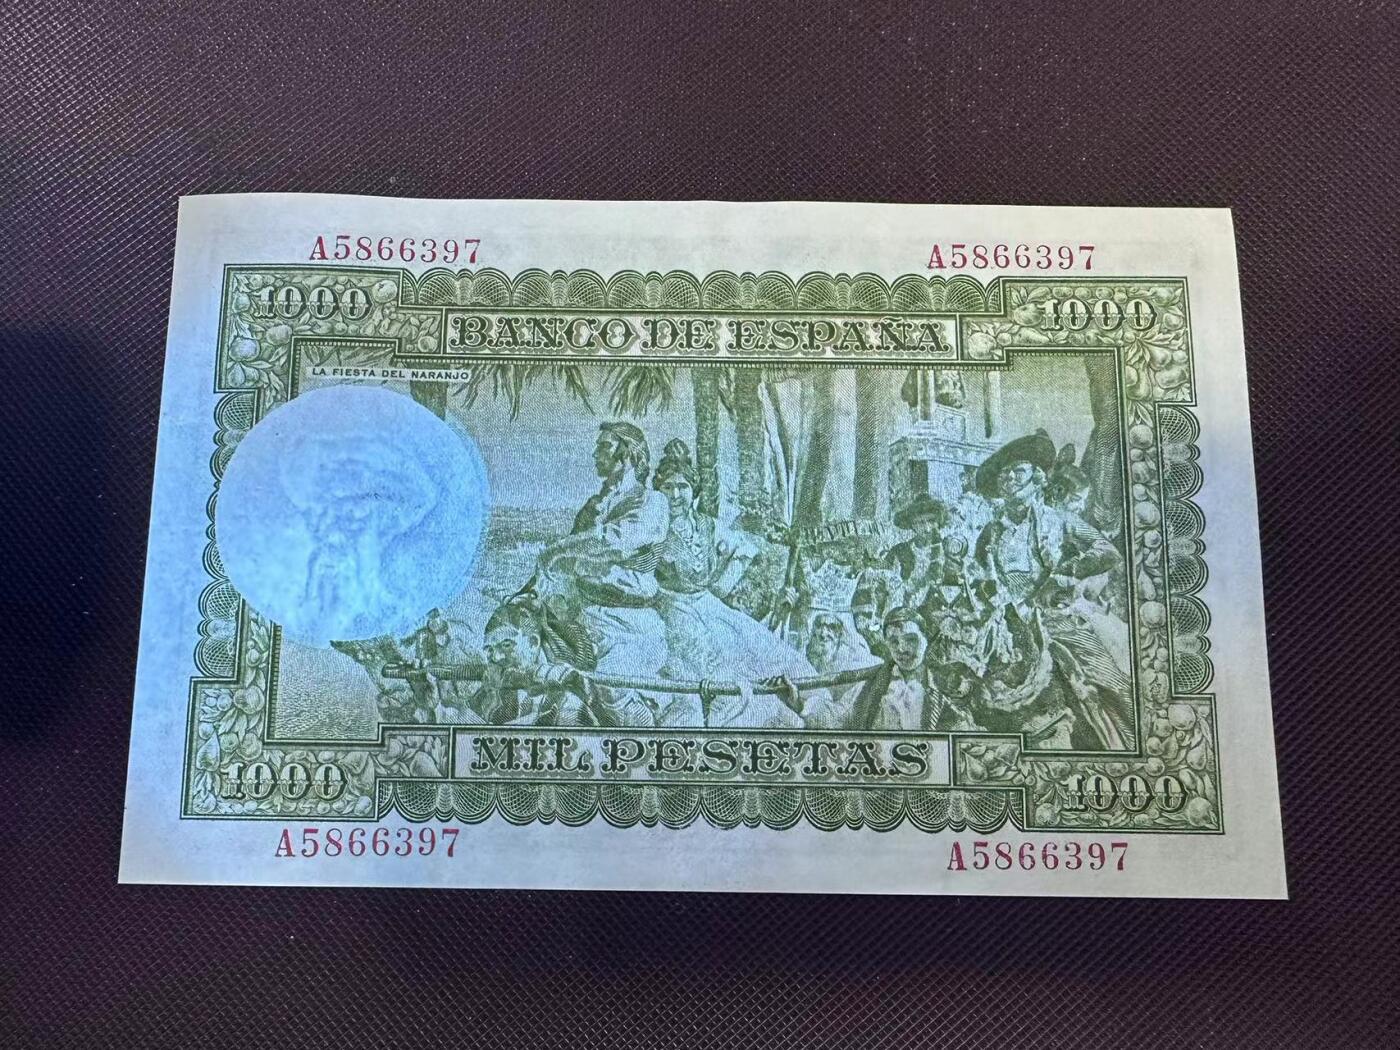 A5866397 A5866397
1000 1000
BANCO DE ESPAÑA
LA FIESTA DEL NARANJO
MIL PESETAS
1000 1000
A5866397 A5866397